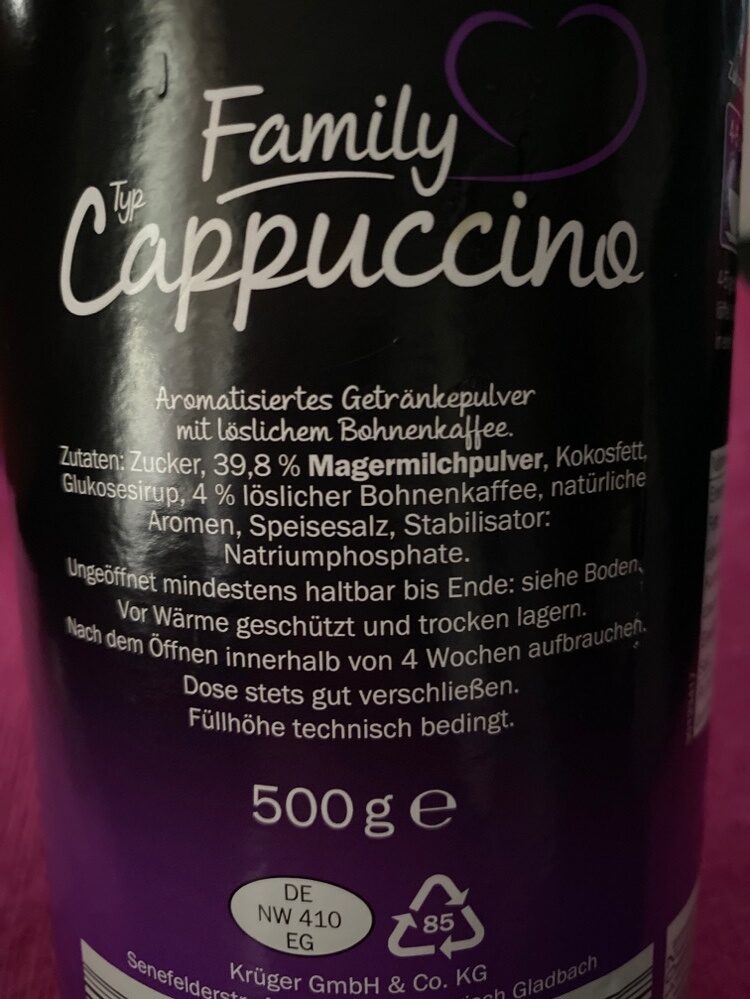 Family
Typ
Cappuccino
Aromatisiertes Getränkepulver
mit löslichem Bohnenkaffee.
Zutaten: Zucker, 39,8 % Magermilchpulver, Kokosfett,
Glukosesirup, 4 % löslicher Bohnenkaffee, natürliche
Aromen, Speisesalz, Stabilisator:
Natriumphosphate.
Ungeöffnet mindestens haltbar bis Ende: siehe Boden.
Vor Wärme geschützt und trocken lagern.
Nach dem Öffnen innerhalb von 4 Wochen aufbrauchen.
Dose stets gut verschließen.
Füllhöhe technisch bedingt.
500 g e
DE
NW 410
EG
85
Krüger GmbH & Co. KG
Gladbach